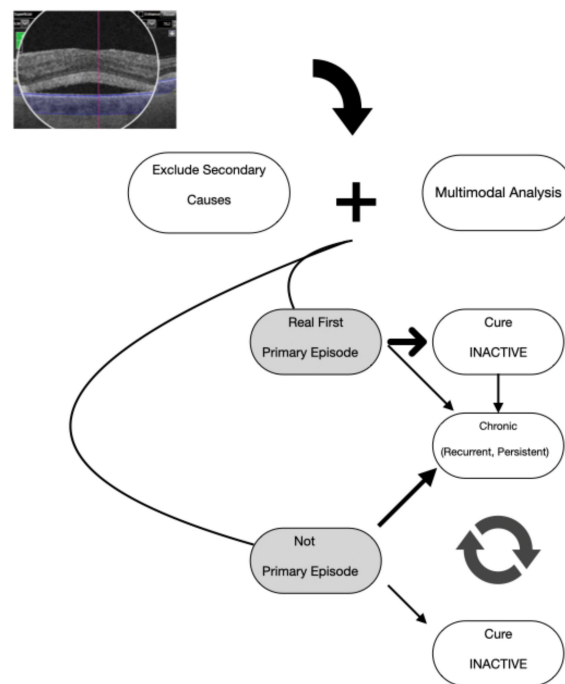 Exclude Secondary
Causes
Multimodal Analysis
Real First
Primary Episode
Cure
INACTIVE
Chronic
(Recurrent, Persistent)
Not
Primary Episode
Cure
INACTIVE